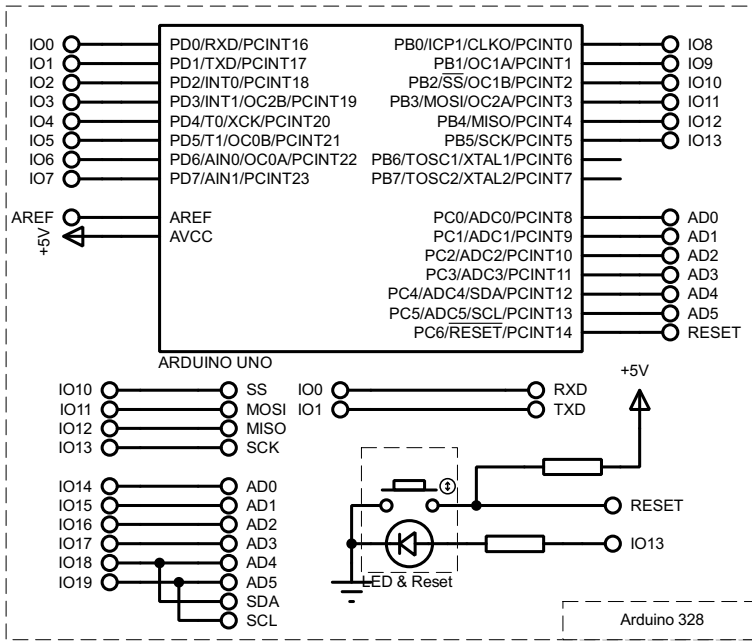 IO0 PD0/RXD/PCINT16 PB0/ICP1/CLKO/PCINT0 IO8
IO1 PD1/TXD/PCINT17 PB1/OC1A/PCINT1 IO9
IO2 PD2/INT0/PCINT18 PB2/SS/OC1B/PCINT2 IO10
IO3 PD3/INT1/OC2B/PCINT19 PB3/MOSI/OC2A/PCINT3 IO11
IO4 PD4/T0/XCK/PCINT20 PB4/MISO/PCINT4 IO12
IO5 PD5/T1/OC0B/PCINT21 PB5/SCK/PCINT5 IO13
IO6 PD6/AIN0/OC0A/PCINT22 PB6/TOSC1/XTAL1/PCINT6
IO7 PD7/AIN1/PCINT23 PB7/TOSC2/XTAL2/PCINT7
AREF AREF PC0/ADC0/PCINT8 AD0
+5V AVCC PC1/ADC1/PCINT9 AD1
PC2/ADC2/PCINT10 AD2
PC3/ADC3/PCINT11 AD3
PC4/ADC4/SDA/PCINT12 AD4
PC5/ADC5/SCL/PCINT13 AD5
PC6/RESET/PCINT14 RESET
ARDUINO UNO
+5V
IO10 SS IO0 RXD
IO11 MOSI IO1 TXD
IO12 MISO
IO13 SCK
IO14 AD0
IO15 AD1 RESET
IO16 AD2
IO17 AD3 IO13
IO18 AD4
IO19 AD5 LED & Reset
SDA
SCL Arduino 328